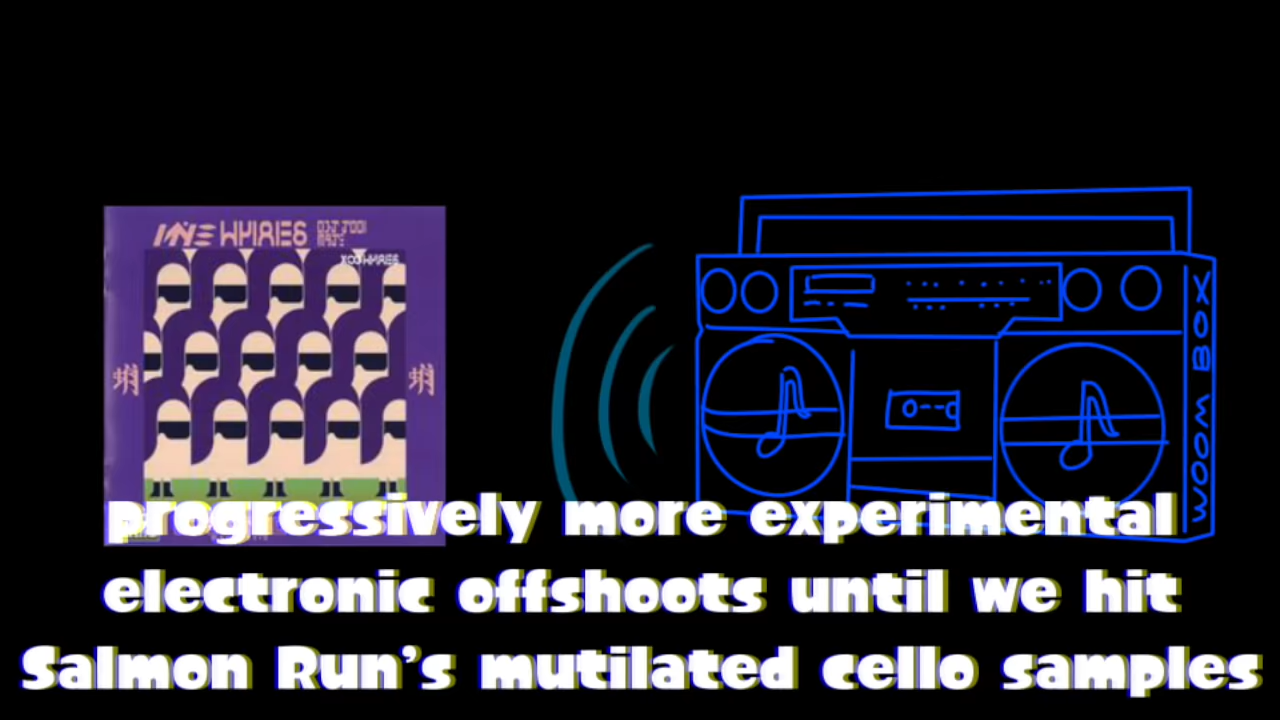 WOOM BOX
progressively more experimental
electronic offshoots until we hit
Salmon Run's mutilated cello samples